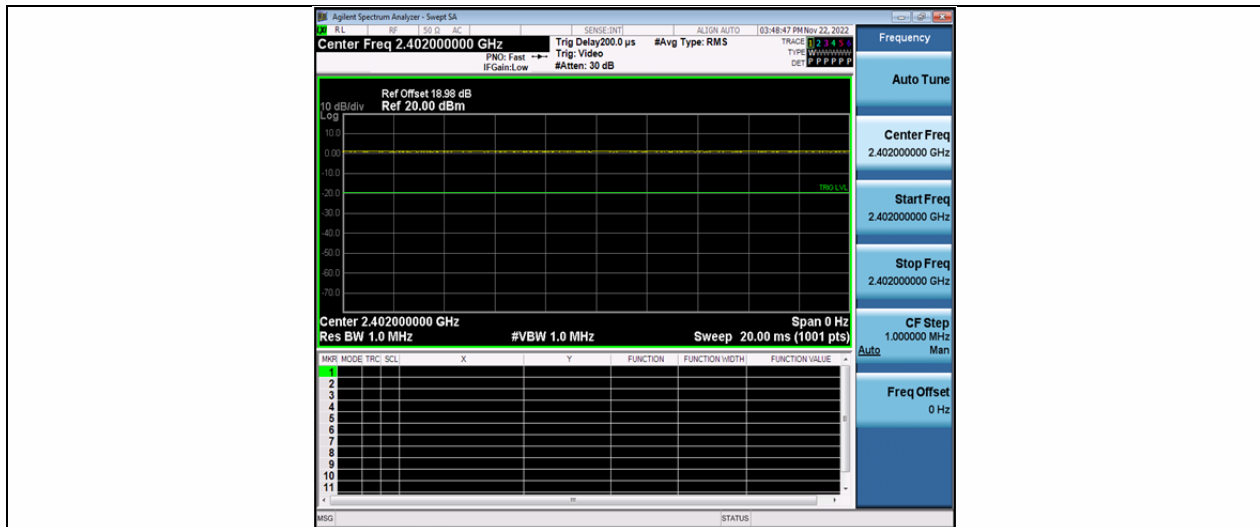 Agilent Spectrum Analyzer - Swept SA
RL RF 50 Ω AC SENSE:INT ALIGN AUTO 03:48:47 PM Nov 22, 2022
Center Freq 2.402000000 GHz
PNO: Fast
IFGain:Low
Trig Delay200.0 µs
Trig: Video
#Atten: 30 dB
#Avg Type: RMS
TRACE 1 2 3 4 5 6
TYPE
DET P P P P P P
Frequency
Auto Tune
Center Freq
2.402000000 GHz
Start Freq
2.402000000 GHz
Stop Freq
2.402000000 GHz
CF Step
1.000000 MHz
Auto Man
Freq Offset
0 Hz
Ref Offset 18.98 dB
10 dB/div Ref 20.00 dBm
Log
10.0
0.00
-10.0
-20.0
TRIG LVL
-30.0
-40.0
-50.0
-60.0
-70.0
Center 2.402000000 GHz Span 0 Hz
Res BW 1.0 MHz #VBW 1.0 MHz Sweep 20.00 ms (1001 pts)
MKR MODE TRC SCL X Y FUNCTION FUNCTION WIDTH FUNCTION VALUE
1
2
3
4
5
6
7
8
9
10
11
MSG STATUS